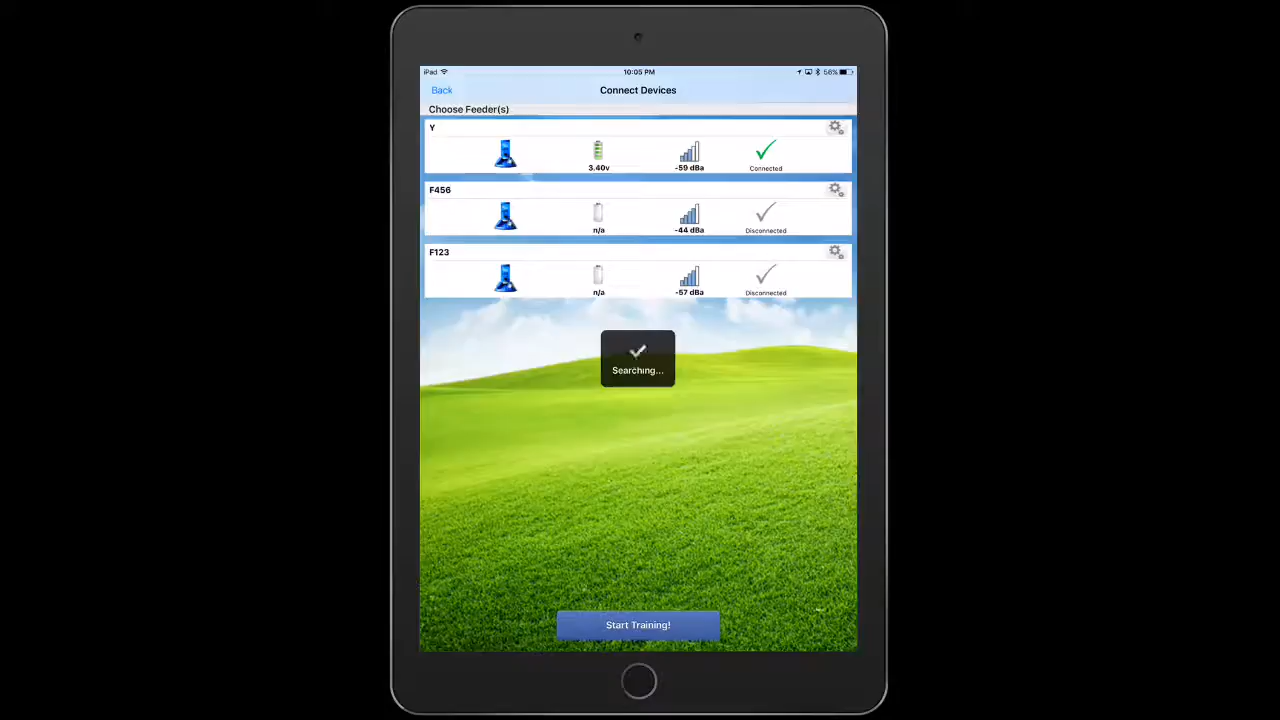 iPad 10:05 PM 56%
Back Connect Devices
Choose Feeder(s)
Y
3.40v -59 dBa Connected
F456
n/a -44 dBa Disconnected
F123
n/a -57 dBa Disconnected
Searching...
Start Training!